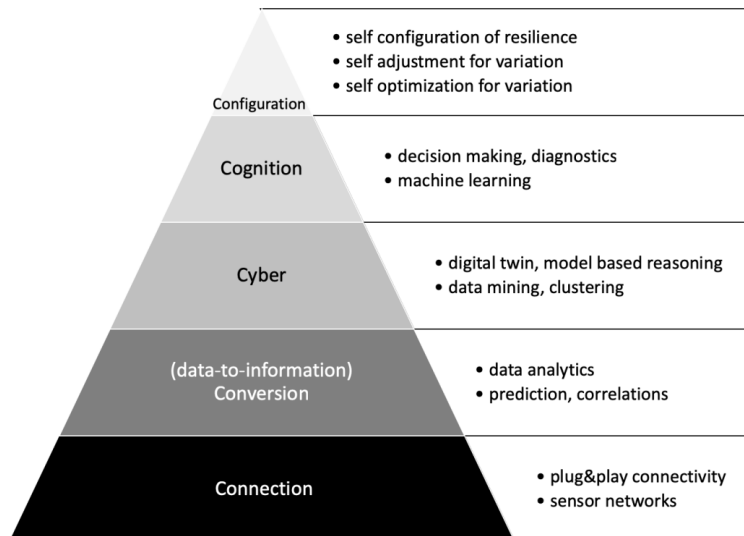 • self configuration of resilience
• self adjustment for variation
• self optimization for variation
Configuration
Cognition
• decision making, diagnostics
• machine learning
Cyber
• digital twin, model based reasoning
• data mining, clustering
(data-to-information)
Conversion
• data analytics
• prediction, correlations
Connection
• plug&play connectivity
• sensor networks